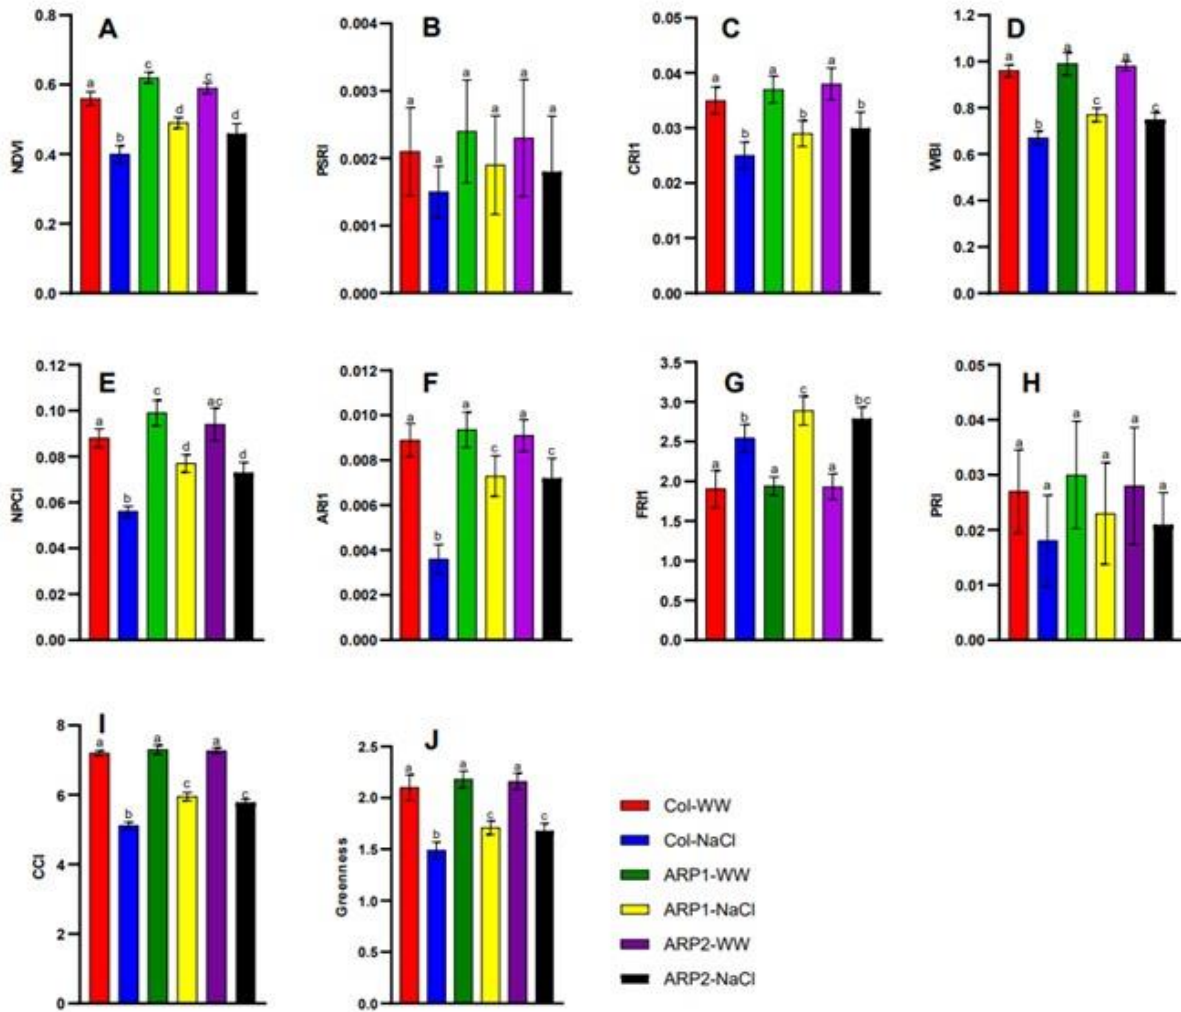 A
NDVI
0.8
0.6
0.4
0.2
0.0
a
b
c
d
c
d
B
PSRI
0.004
0.003
0.002
0.001
0.000
a
a
a
a
a
a
C
CRI1
0.05
0.04
0.03
0.02
0.01
0.00
a
b
a
b
a
b
D
WBI
1.2
1.0
0.8
0.6
0.4
0.2
0.0
a
b
a
c
a
c
E
NPCI
0.12
0.10
0.08
0.06
0.04
0.02
0.00
a
b
c
d
ac
d
F
ARI1
0.012
0.010
0.008
0.006
0.004
0.002
0.000
a
b
a
c
a
c
G
FRI1
3.5
3.0
2.5
2.0
1.5
1.0
0.5
0.0
a
b
a
c
a
bc
H
PRI
0.05
0.04
0.03
0.02
0.01
0.00
a
a
a
a
a
a
I
CCI
8
6
4
2
0
a
b
a
c
a
c
J
Greenness
2.5
2.0
1.5
1.0
0.5
0.0
a
b
a
c
a
c
Col-WW
Col-NaCl
ARP1-WW
ARP1-NaCl
ARP2-WW
ARP2-NaCl